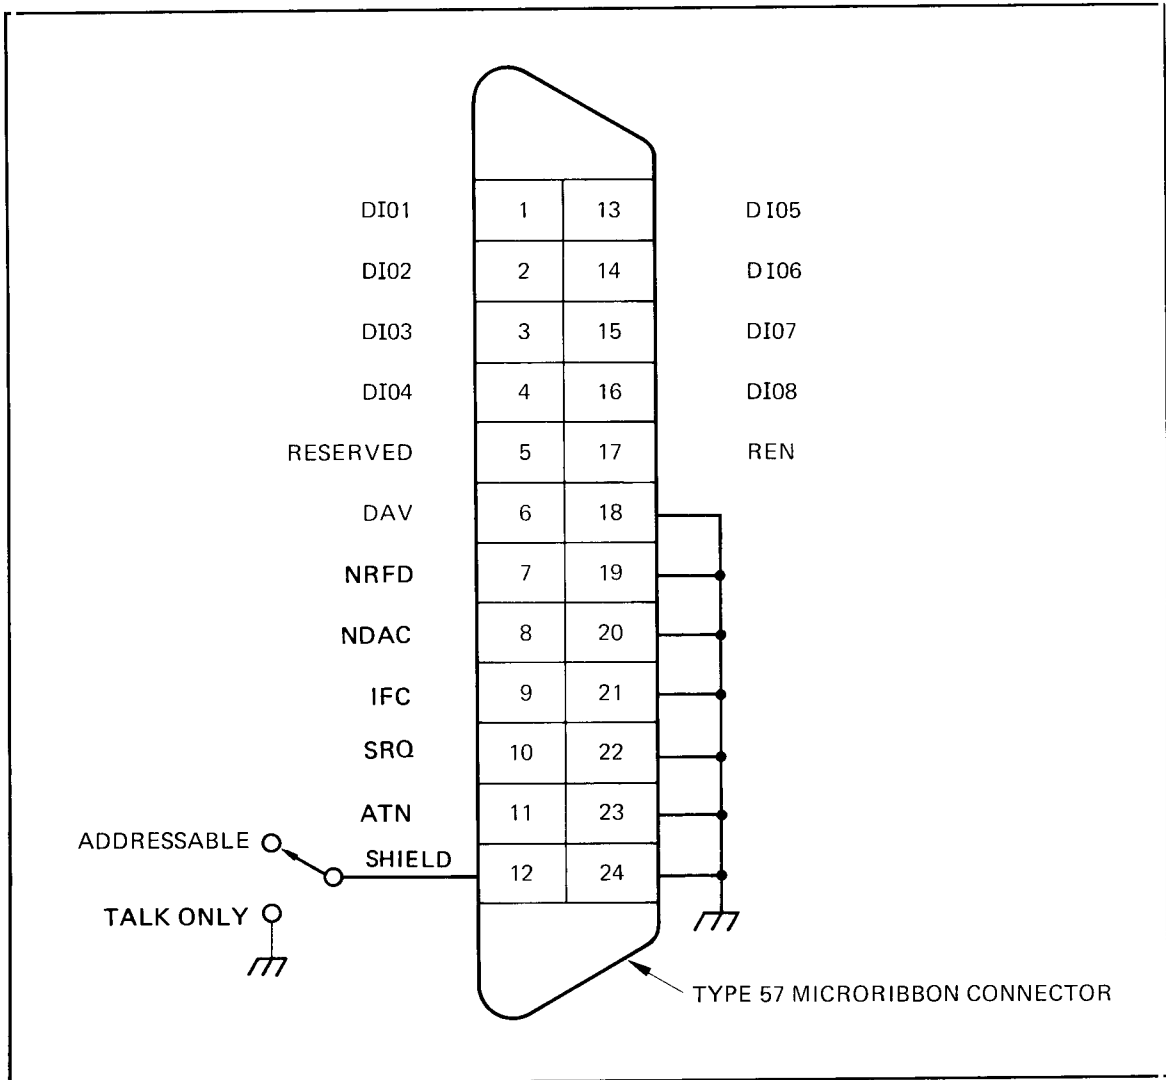 DI01 1 13 DI05
DI02 2 14 DI06
DI03 3 15 DI07
DI04 4 16 DI08
RESERVED 5 17 REN
DAV 6 18
NRFD 7 19
NDAC 8 20
IFC 9 21
SRQ 10 22
ATN 11 23
ADDRESSABLE
SHIELD 12 24
TALK ONLY
TYPE 57 MICRORIBBON CONNECTOR